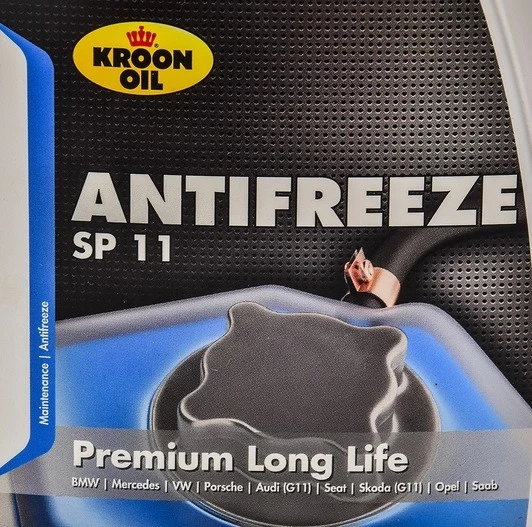 KROON
OIL
ANTIFREEZE
SP 11
Maintenance | Antifreeze
Premium Long Life
BMW | Mercedes | VW | Porsche | Audi (G11) | Seat | Skoda (G11) | Opel | Saab